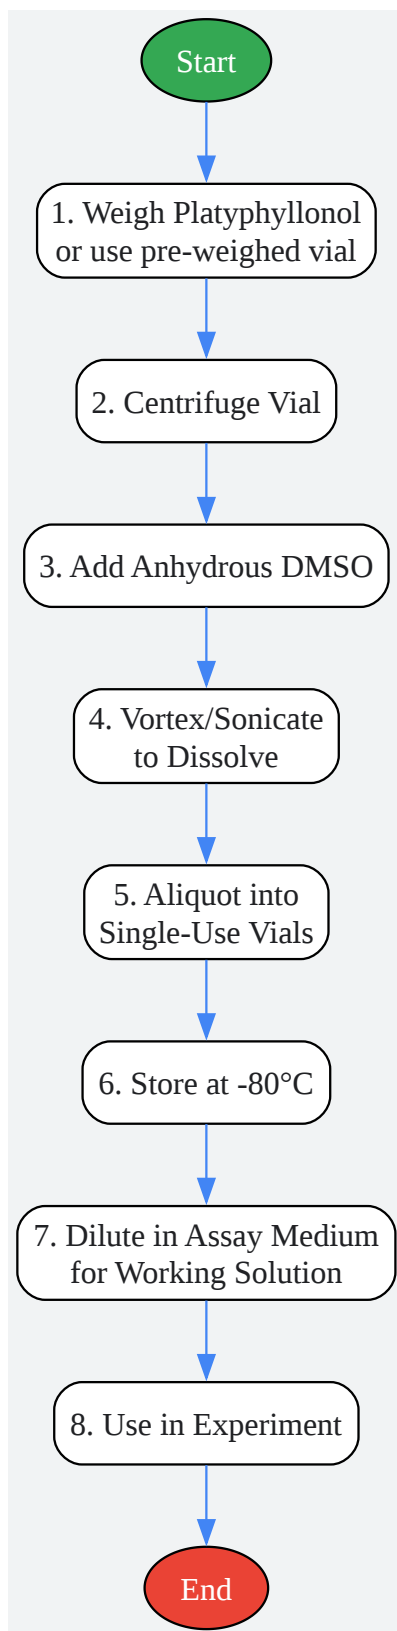 Start
1. Weigh Platyphyllonol
or use pre-weighed vial
2. Centrifuge Vial
3. Add Anhydrous DMSO
4. Vortex/Sonicate
to Dissolve
5. Aliquot into
Single-Use Vials
6. Store at -80°C
7. Dilute in Assay Medium
for Working Solution
8. Use in Experiment
End